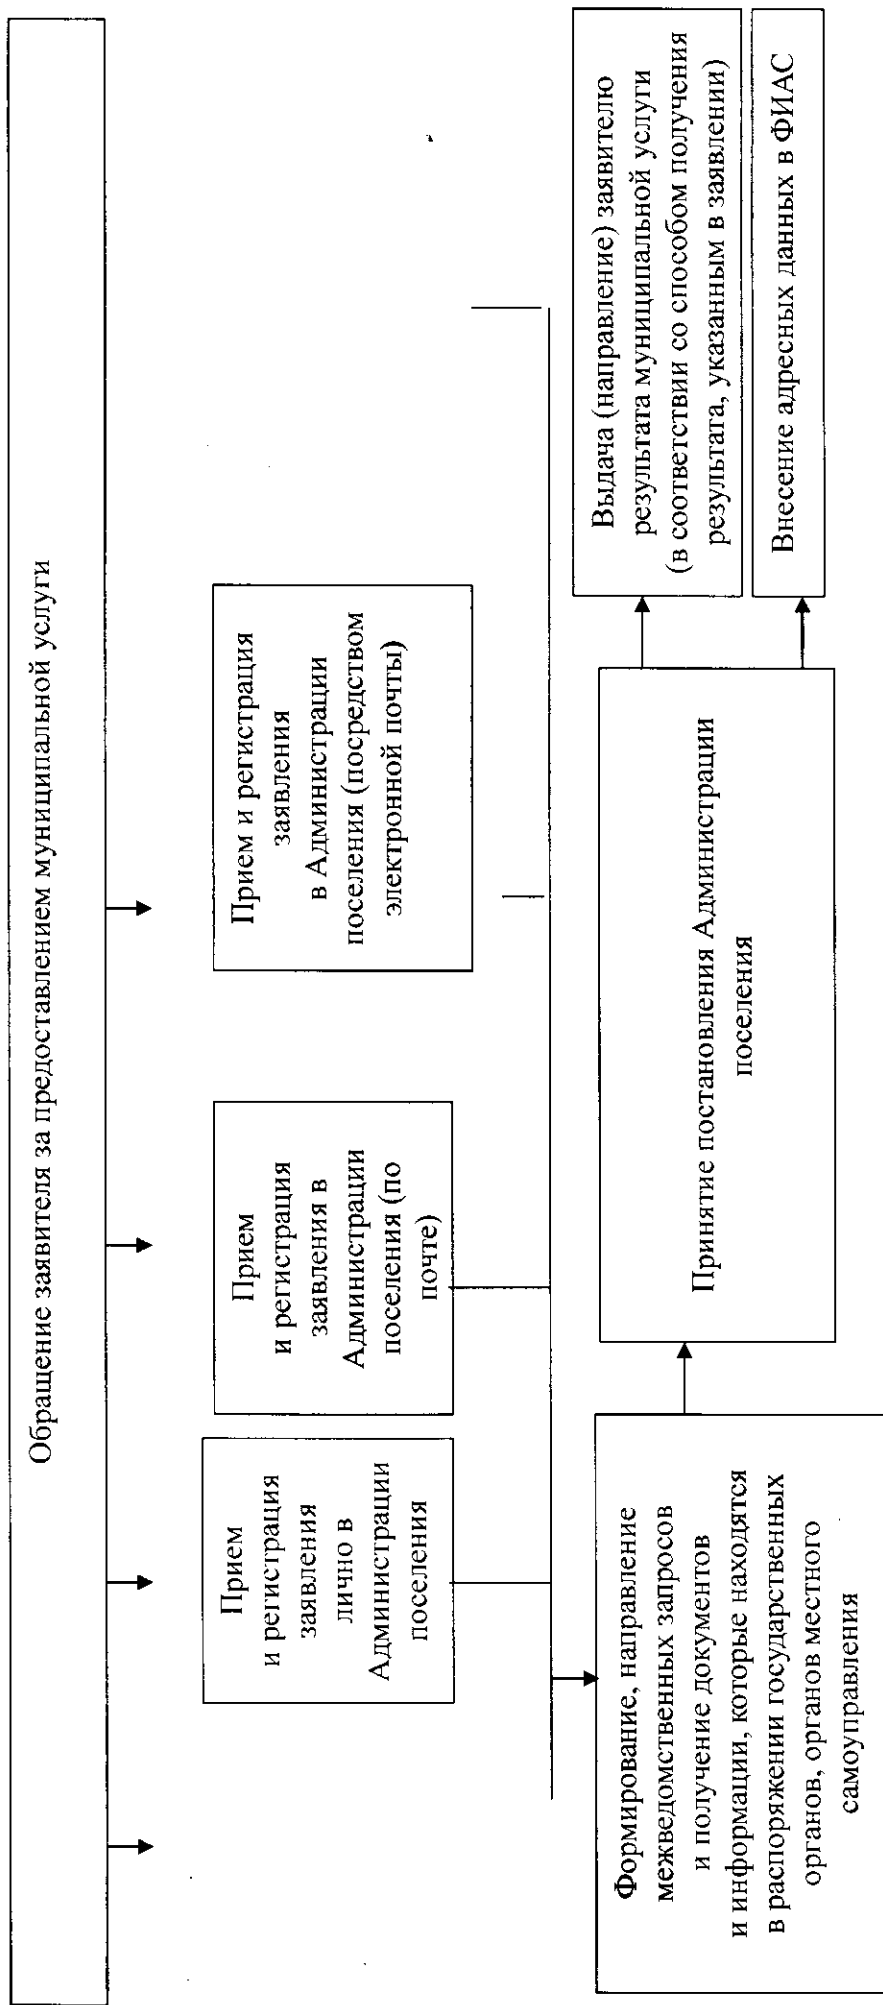 Обращение заявителя за предоставлением муниципальной услуги
Прием
и регистрация
заявления
лично в
Администрации
поселения
Прием
и регистрация
заявления в
Администрации
поселения (по
почте)
Прием и регистрация
заявления
в Администрации
поселения (посредством
электронной почты)
Формирование, направление
межведомственных запросов
и получение документов
и информации, которые находятся
в распоряжении государственных
органов, органов местного
самоуправления
Принятие постановления Администрации
поселения
Выдача (направление) заявителю
результата муниципальной услуги
(в соответствии со способом получения
результата, указанным в заявлении)
Внесение адресных данных в ФИАС